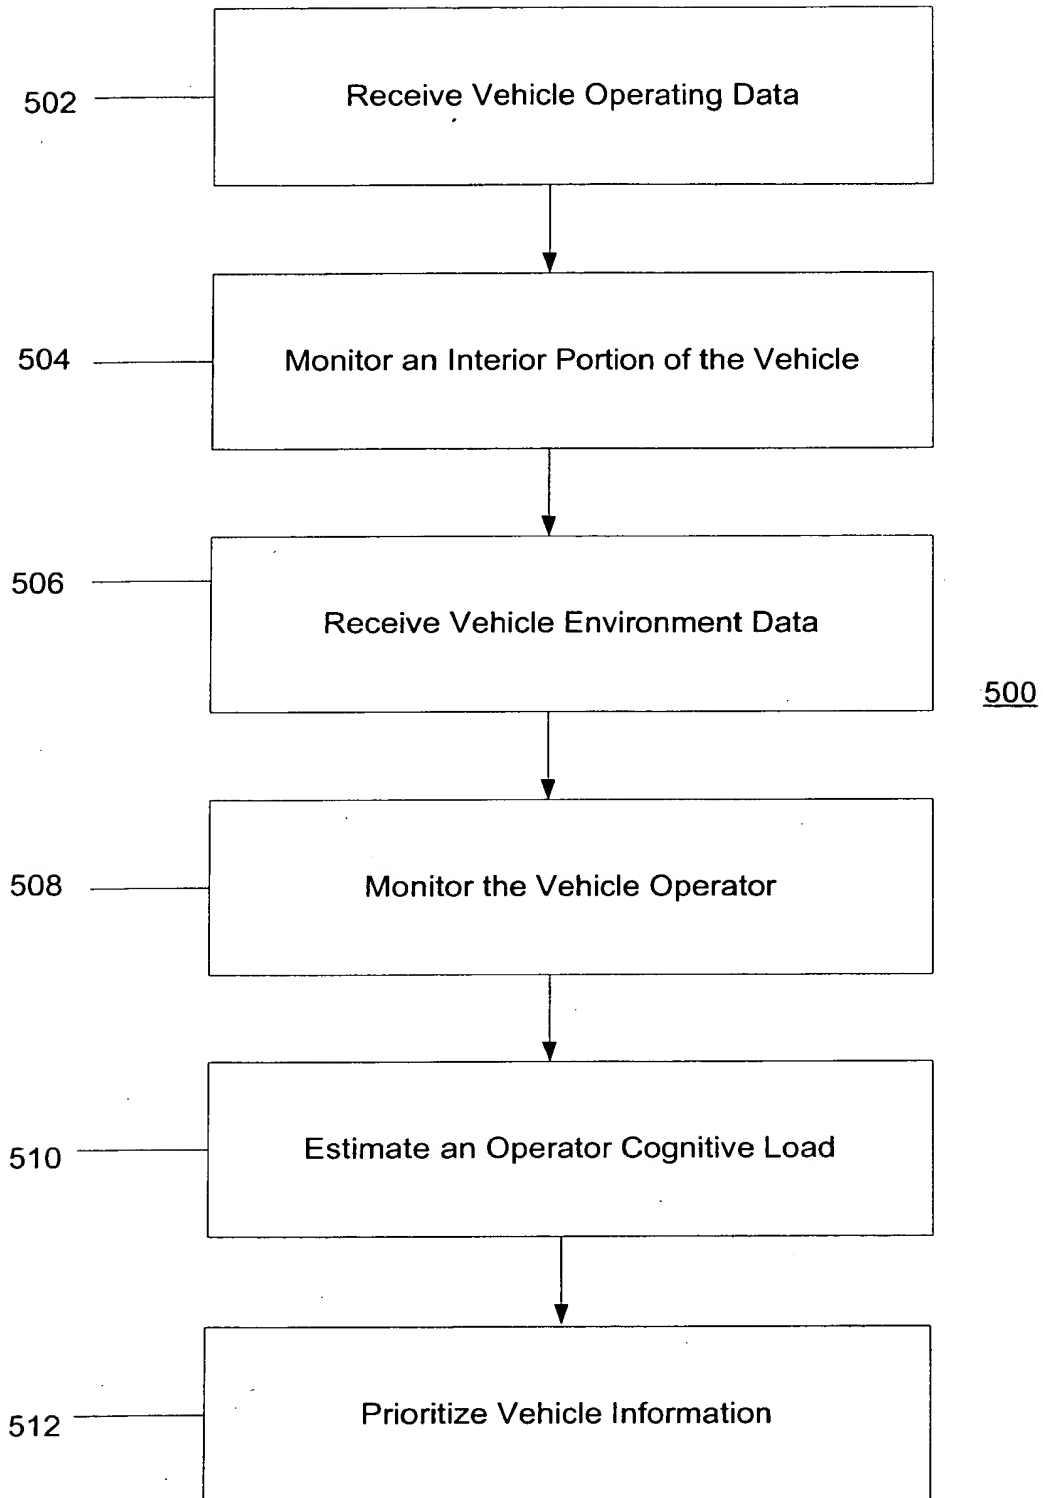 502
Receive Vehicle Operating Data
504
Monitor an Interior Portion of the Vehicle
506
Receive Vehicle Environment Data
500
508
Monitor the Vehicle Operator
510
Estimate an Operator Cognitive Load
512
Prioritize Vehicle Information